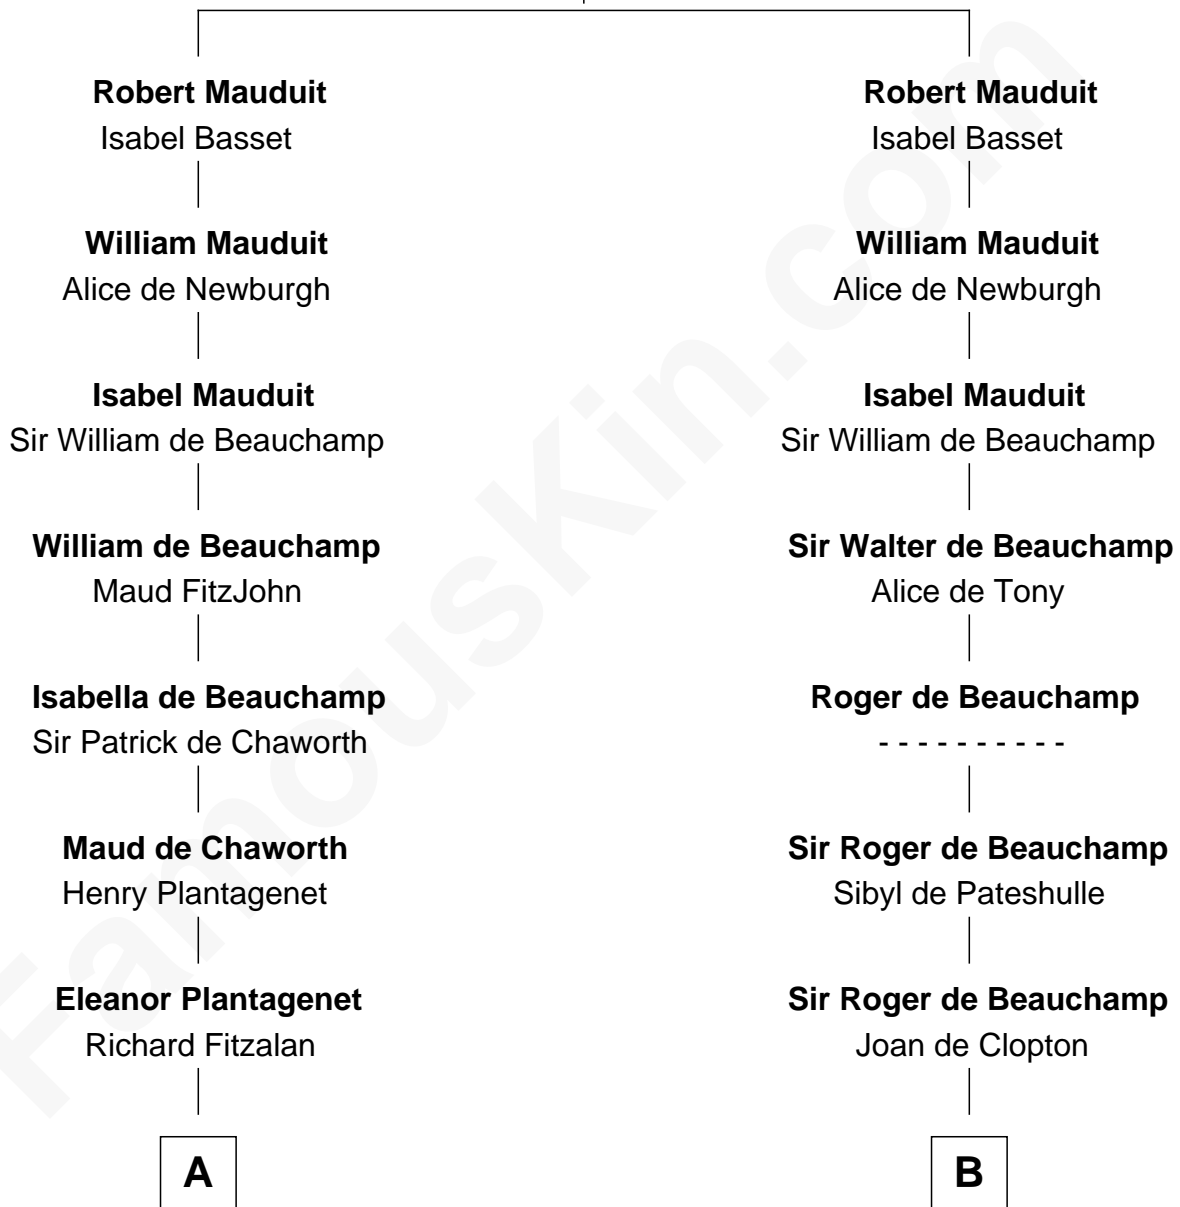 Robert Mauduit
Isabel Basset
William Mauduit
Alice de Newburgh
Isabel Mauduit
Sir William de Beauchamp
William de Beauchamp
Maud FitzJohn
Isabella de Beauchamp
Sir Patrick de Chaworth
Maud de Chaworth
Henry Plantagenet
Eleanor Plantagenet
Richard Fitzalan
A
Robert Mauduit
Isabel Basset
William Mauduit
Alice de Newburgh
Isabel Mauduit
Sir William de Beauchamp
Sir Walter de Beauchamp
Alice de Tony
Roger de Beauchamp
- - - - - - - - - -
Sir Roger de Beauchamp
Sibyl de Pateshulle
Sir Roger de Beauchamp
Joan de Clopton
B
FamousKin.com